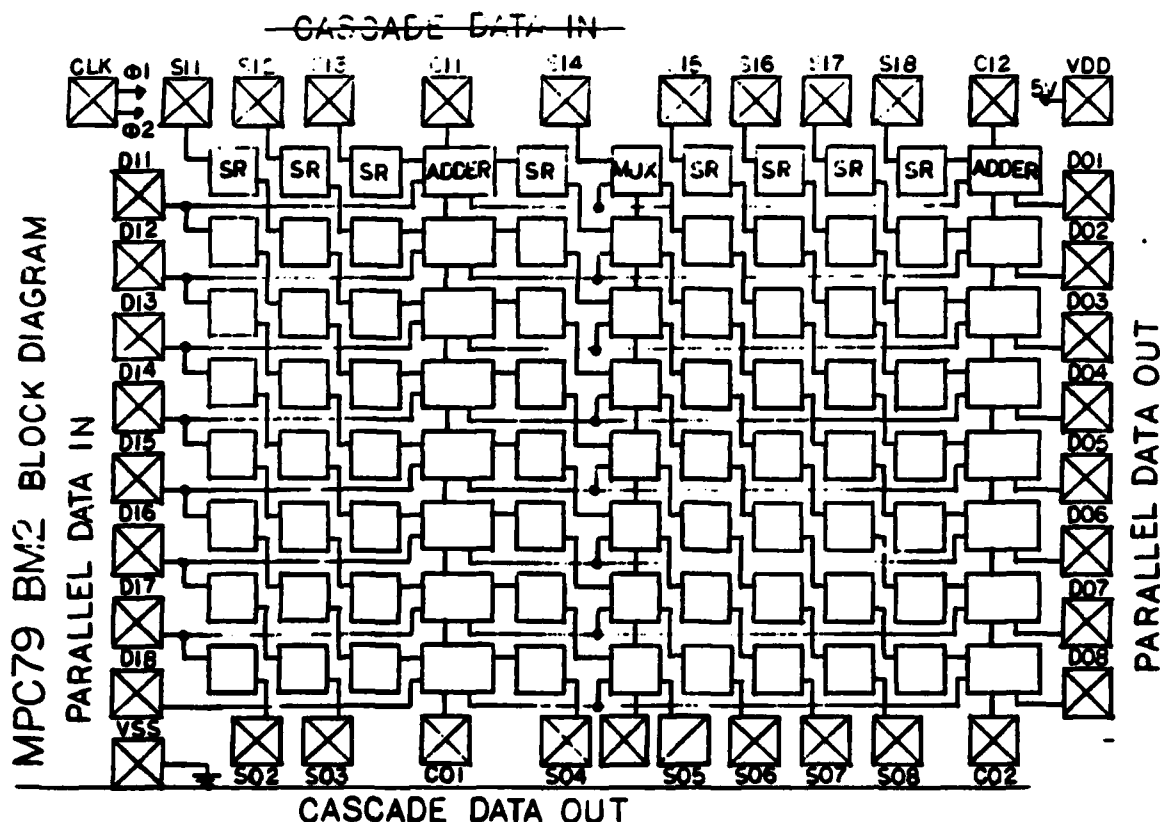 CASCADE DATA IN
CLK SI1 SI2 SI3 CI1 SI4 SI5 SI6 SI7 SI8 CI2 VDD
Φ1
Φ2
5V
SR SR SR ADDER SR MUX SR SR SR SR ADDER
DI1 DO1
DI2 DO2
DI3 DO3
DI4 DO4
DI5 DO5
DI6 DO6
DI7 DO7
DI8 DO8
VSS
SO2 SO3 CO1 SO4 SO5 SO6 SO7 SO8 CO2
CASCADE DATA OUT
MPC79 BM2 BLOCK DIAGRAM
PARALLEL DATA IN
PARALLEL DATA OUT